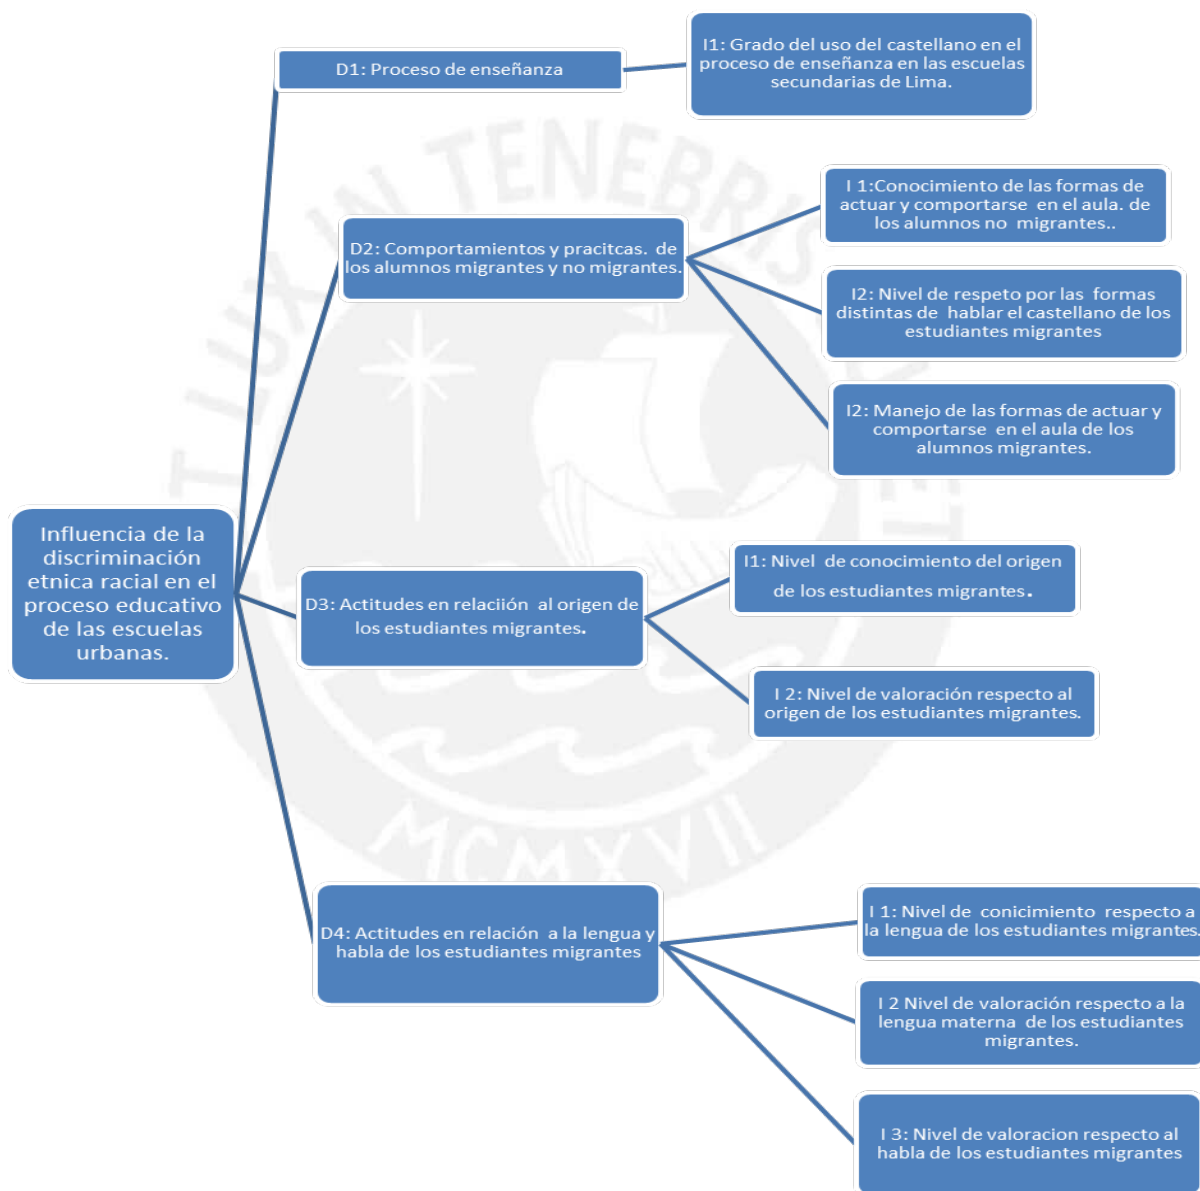 Influencia de la
discriminación
etnica racial en el
proceso educativo
de las escuelas
urbanas.
D1: Proceso de enseñanza
I1: Grado del uso del castellano en el
proceso de enseñanza en las escuelas
secundarias de Lima.
D2: Comportamientos y pracitcas. de
los alumnos migrantes y no migrantes.
I 1:Conocimiento de las formas de
actuar y comportarse en el aula. de
los alumnos no migrantes..
I2: Nivel de respeto por las formas
distintas de hablar el castellano de los
estudiantes migrantes
I2: Manejo de las formas de actuar y
comportarse en el aula de los
alumnos migrantes.
D3: Actitudes en relaciión al origen de
los estudiantes migrantes.
I1: Nivel de conocimiento del origen
de los estudiantes migrantes.
I 2: Nivel de valoración respecto al
origen de los estudiantes migrantes.
D4: Actitudes en relación a la lengua y
habla de los estudiantes migrantes
I 1: Nivel de conicimiento respecto a
la lengua de los estudiantes migrantes.
I 2 Nivel de valoración respecto a la
lengua materna de los estudiantes
migrantes.
I 3: Nivel de valoracion respecto al
habla de los estudiantes migrantes
MCMXVII